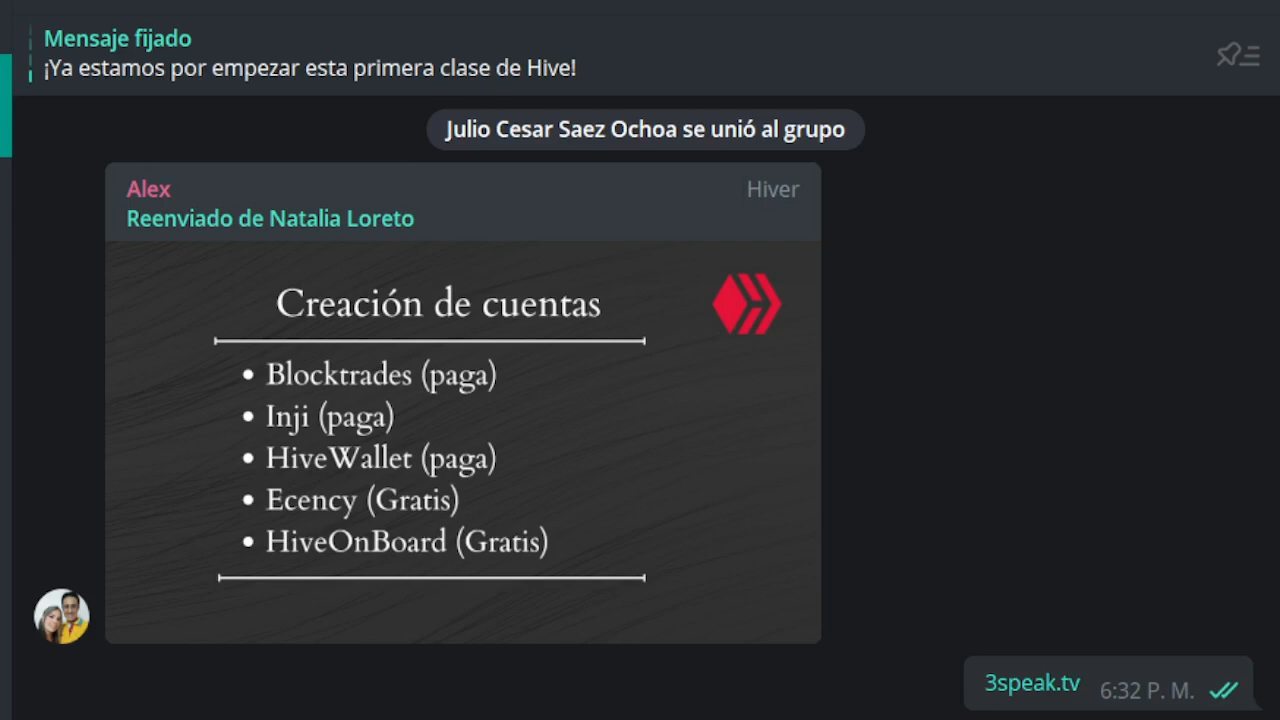 Mensaje fijado
¡Ya estamos por empezar esta primera clase de Hive!
Julio Cesar Saez Ochoa se unió al grupo
Alex
Hiver
Reenviado de Natalia Loreto
Creación de cuentas
• Blocktrades (paga)
• Inji (paga)
• HiveWallet (paga)
• Ecency (Gratis)
• HiveOnBoard (Gratis)
3speak.tv
6:32 P. M.